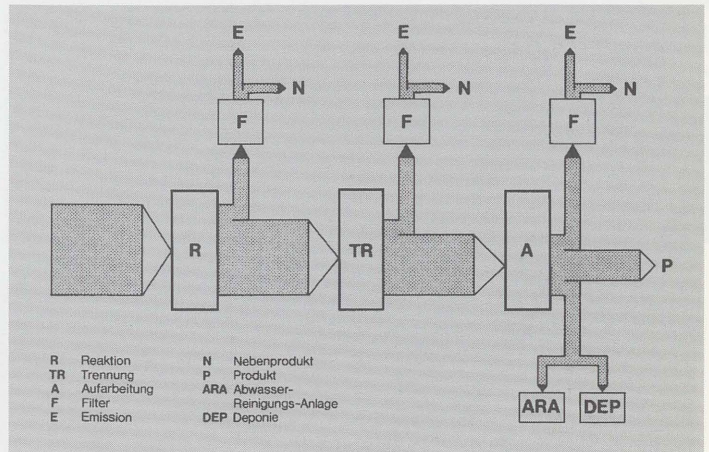 E E E
N N N
F F F
R TR A P
ARA DEP
R Reaktion
TR Trennung
A Aufarbeitung
F Filter
E Emission
N Nebenprodukt
P Produkt
ARA Abwasser-
Reinigungs-Anlage
DEP Deponie